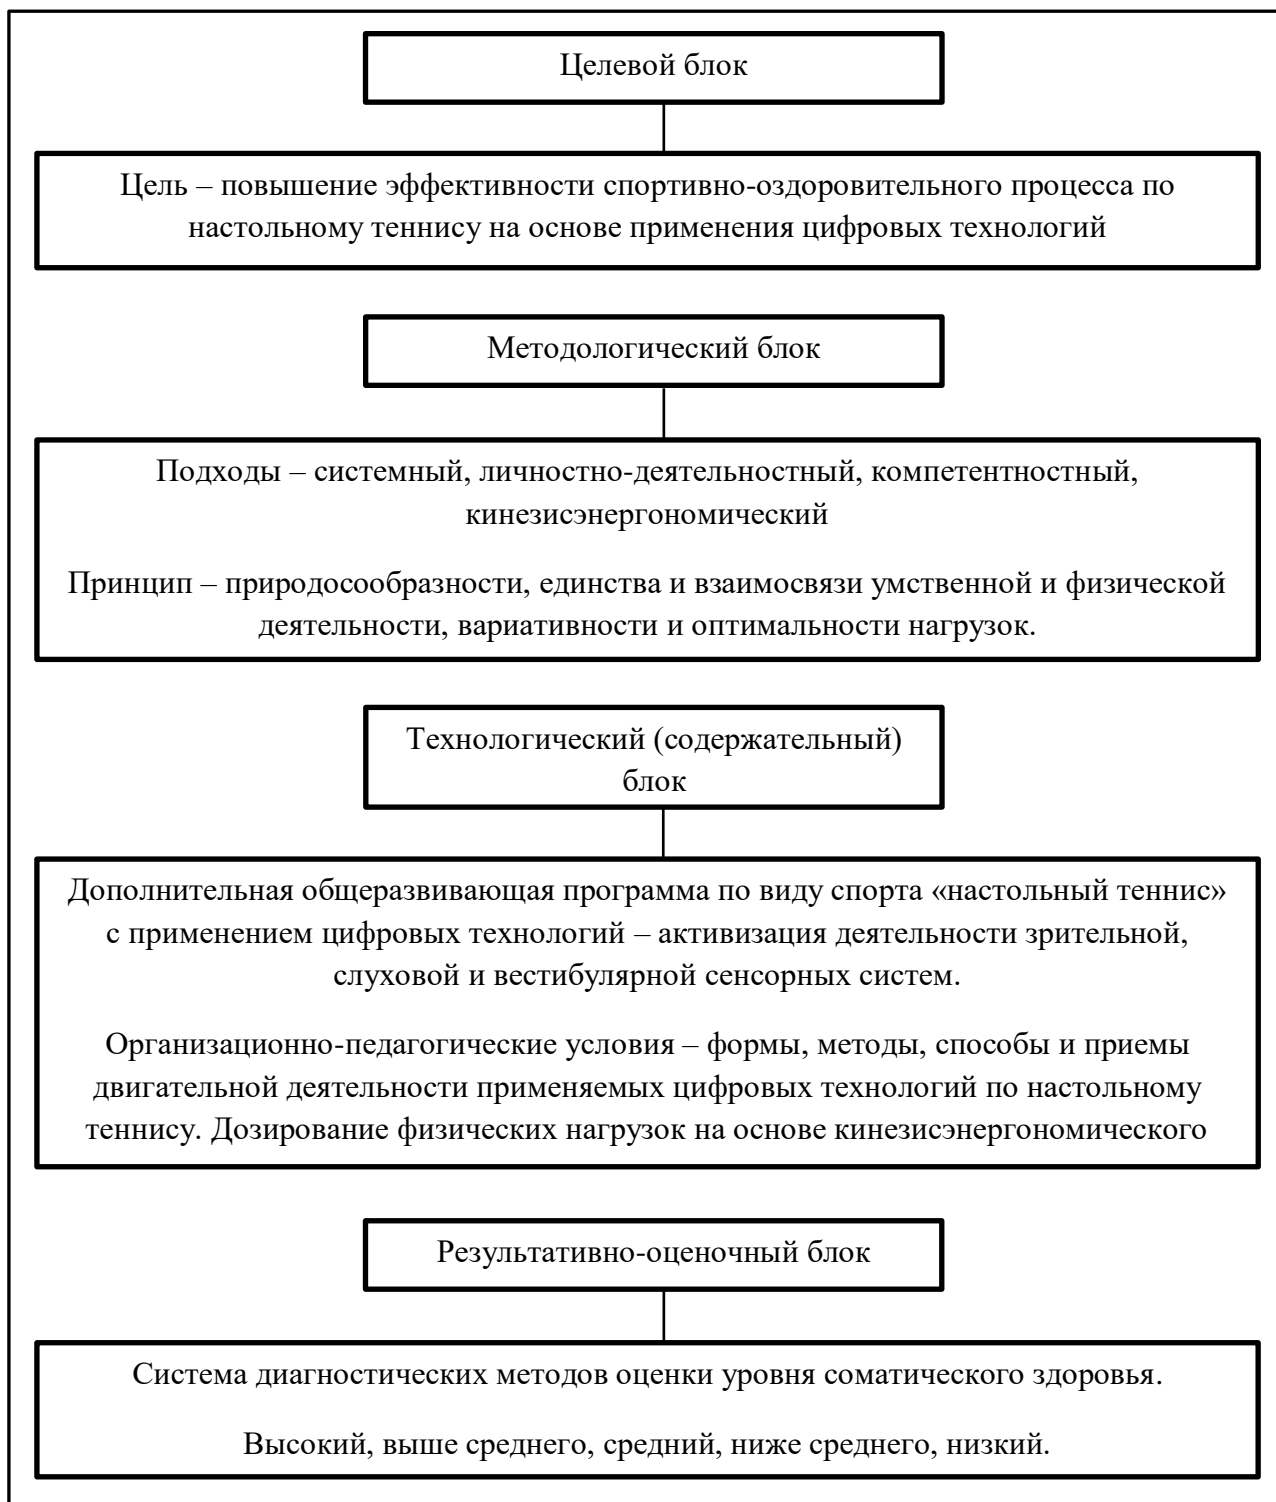 Целевой блок
Цель – повышение эффективности спортивно-оздоровительного процесса по
настольному теннису на основе применения цифровых технологий
Методологический блок
Подходы – системный, личностно-деятельностный, компетентностный,
кинезисэнергономический
Принцип – природосообразности, единства и взаимосвязи умственной и физической
деятельности, вариативности и оптимальности нагрузок.
Технологический (содержательный)
блок
Дополнительная общеразвивающая программа по виду спорта «настольный теннис»
с применением цифровых технологий – активизация деятельности зрительной,
слуховой и вестибулярной сенсорных систем.
Организационно-педагогические условия – формы, методы, способы и приемы
двигательной деятельности применяемых цифровых технологий по настольному
теннису. Дозирование физических нагрузок на основе кинезисэнергономического
Результативно-оценочный блок
Система диагностических методов оценки уровня соматического здоровья.
Высокий, выше среднего, средний, ниже среднего, низкий.